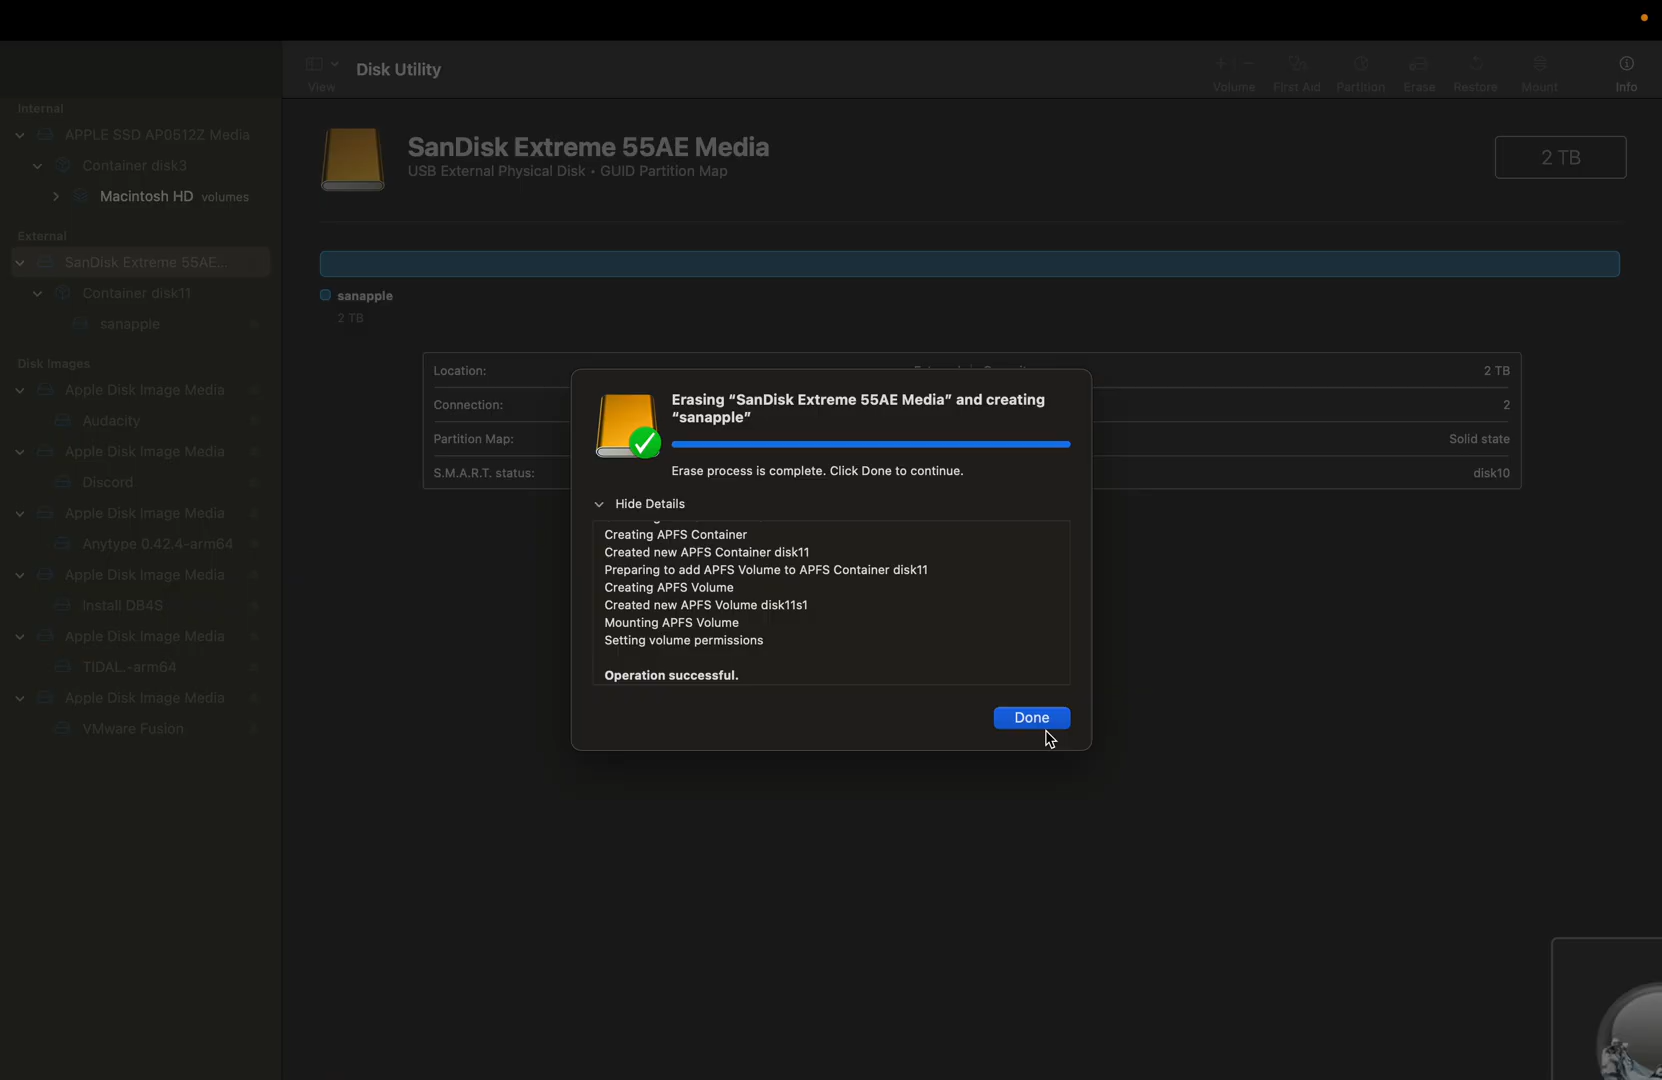 Disk Utility
View
Volume
First Aid
Partition
Erase
Restore
Mount
Info
Internal
APPLE SSD AP0512Z Media
Container disk3
Macintosh HD volumes
External
SanDisk Extreme 55AE...
Container disk11
sanapple
Disk Images
Apple Disk Image Media
Audacity
Apple Disk Image Media
Discord
Apple Disk Image Media
Anytype 0.42.4-arm64
Apple Disk Image Media
Install DB4S
Apple Disk Image Media
TIDAL.-arm64
Apple Disk Image Media
VMware Fusion
SanDisk Extreme 55AE Media
USB External Physical Disk • GUID Partition Map
2 TB
sanapple
2 TB
Location:
2 TB
Connection:
2
Partition Map:
Solid state
S.M.A.R.T. status:
disk10
Erasing “SanDisk Extreme 55AE Media” and creating
“sanapple”
Erase process is complete. Click Done to continue.
Hide Details
Creating APFS Container
Created new APFS Container disk11
Preparing to add APFS Volume to APFS Container disk11
Creating APFS Volume
Created new APFS Volume disk11s1
Mounting APFS Volume
Setting volume permissions
Operation successful.
Done